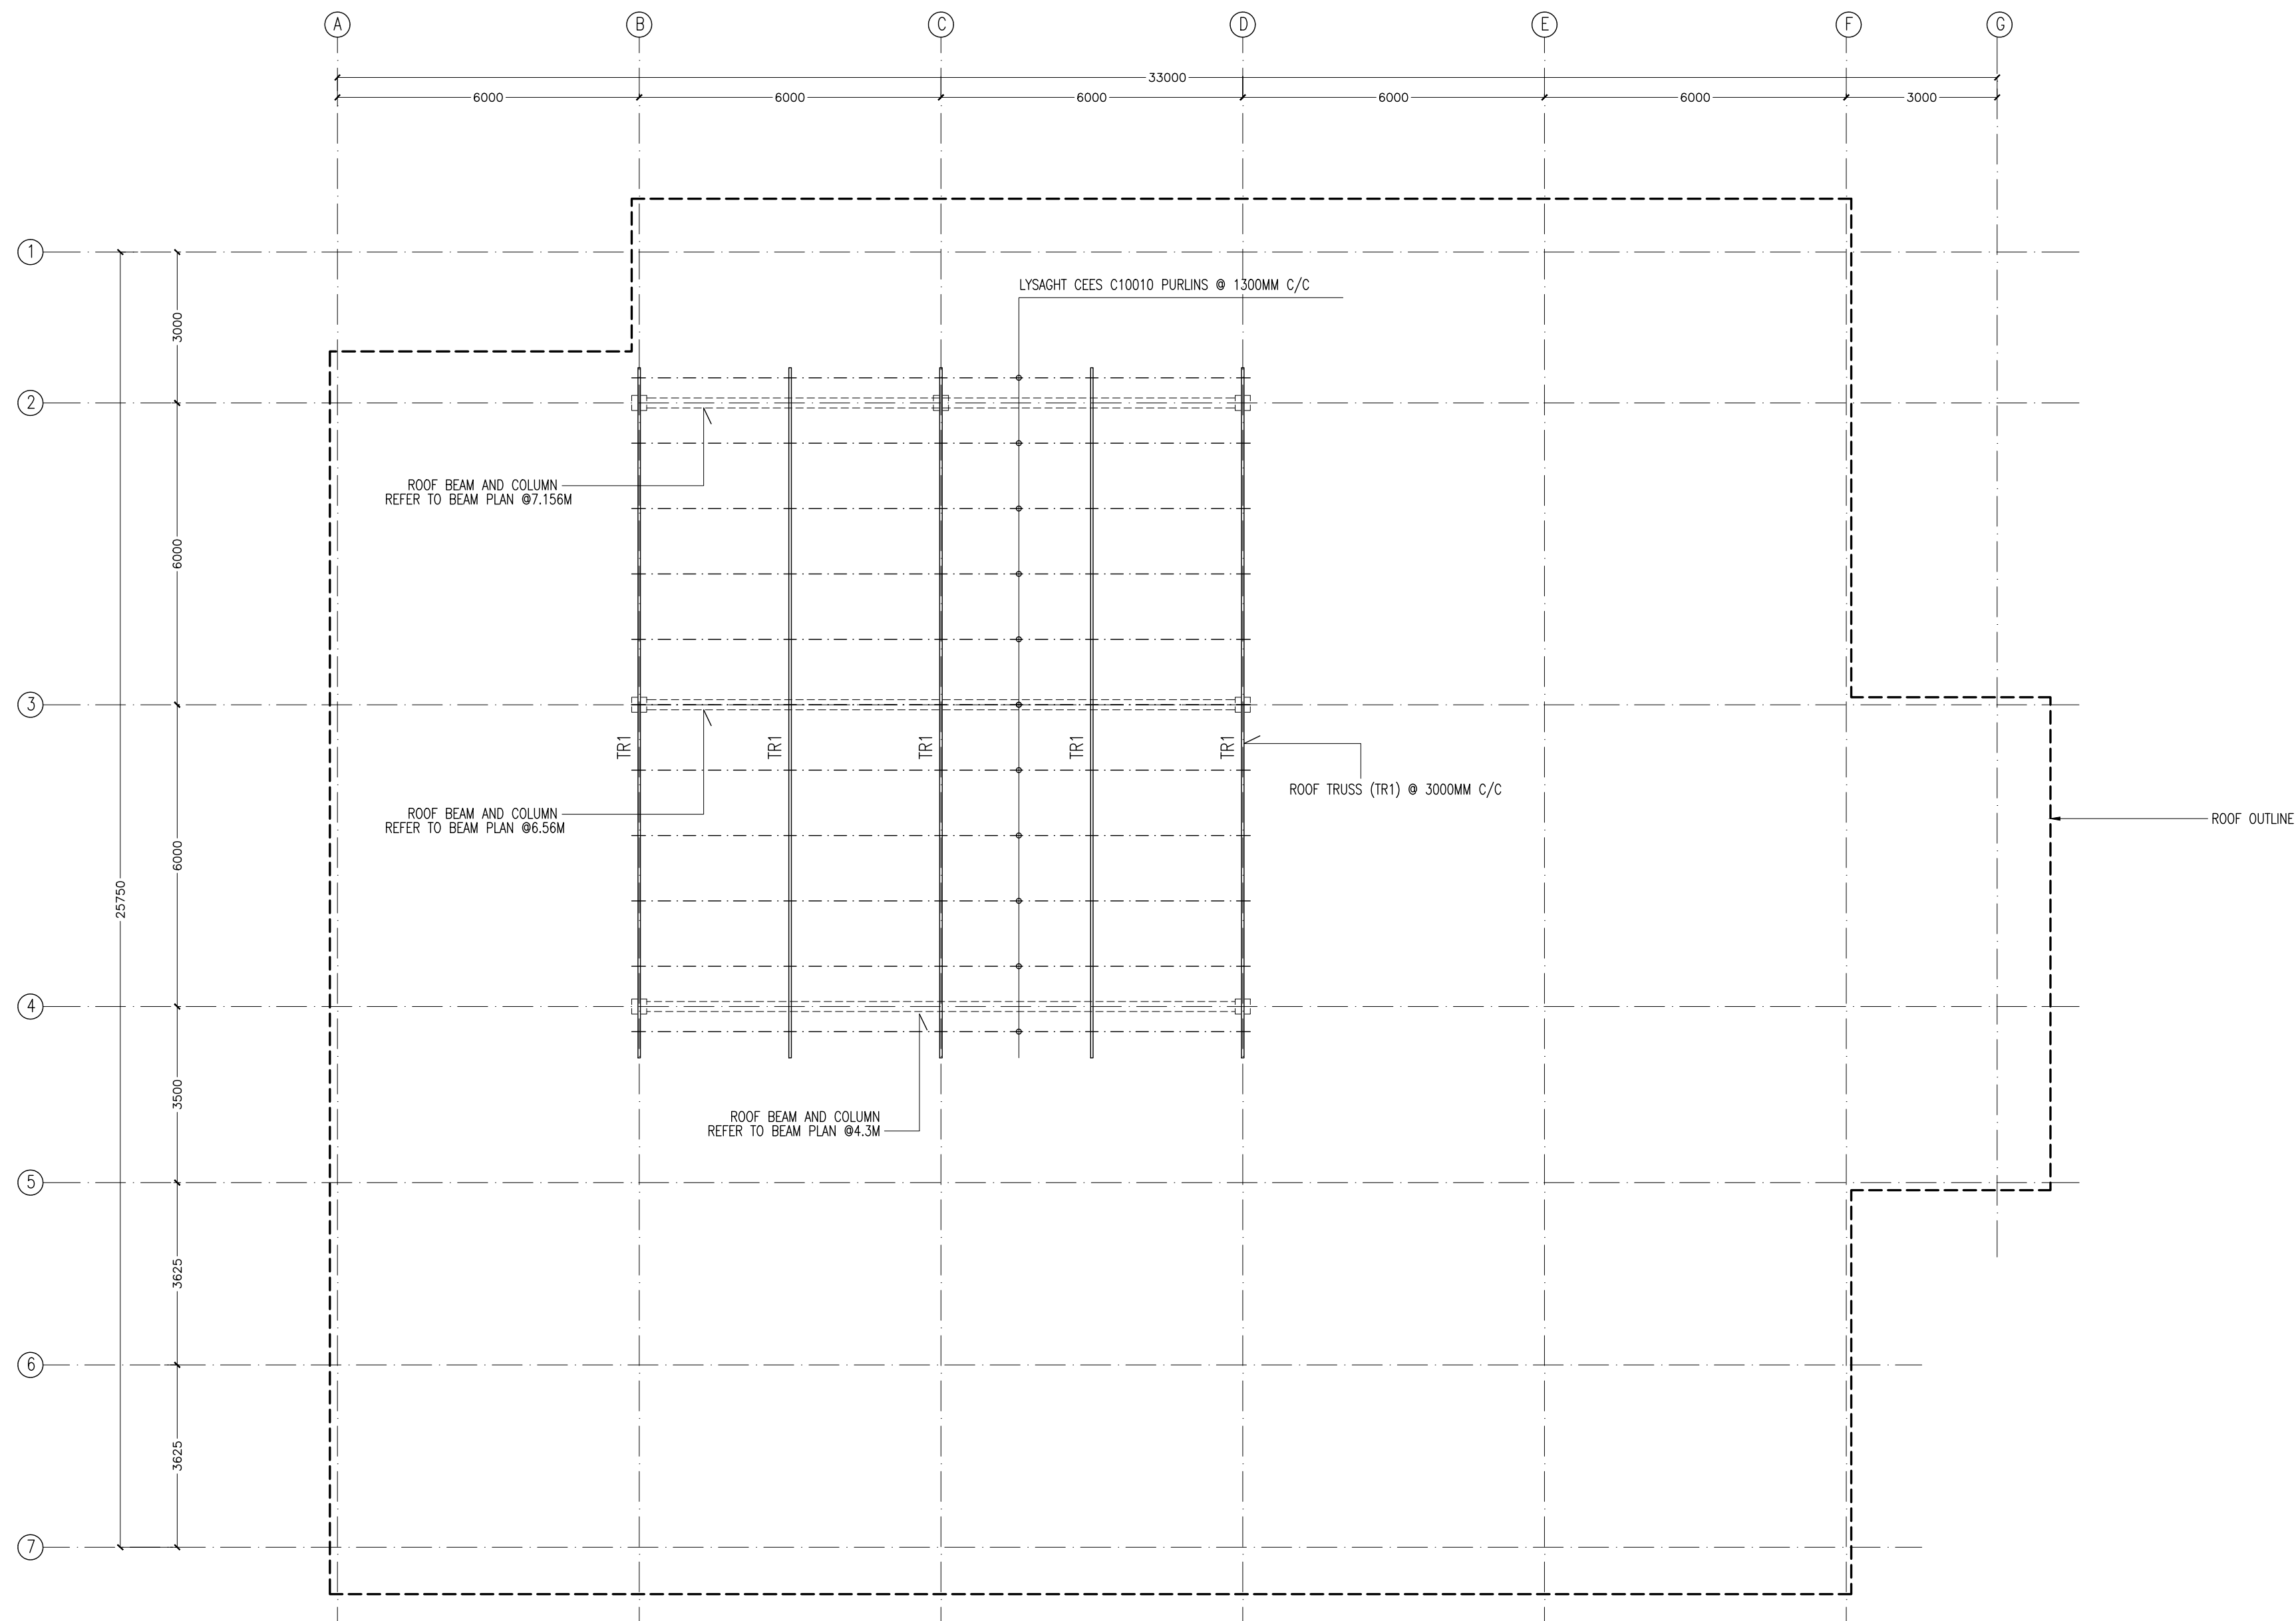 A B C D E F G
33000
6000 6000 6000 6000 6000 3000
1
LYSAGHT CEES C10010 PURLINS @ 1300MM C/C
3000
2
ROOF BEAM AND COLUMN
REFER TO BEAM PLAN @7.156M
6000
3
TR1 TR1 TR1 TR1 TR1
ROOF TRUSS (TR1) @ 3000MM C/C
ROOF BEAM AND COLUMN
REFER TO BEAM PLAN @6.56M
ROOF OUTLINE
6000
25750
4
3500
ROOF BEAM AND COLUMN
REFER TO BEAM PLAN @4.3M
5
3625
6
3625
7